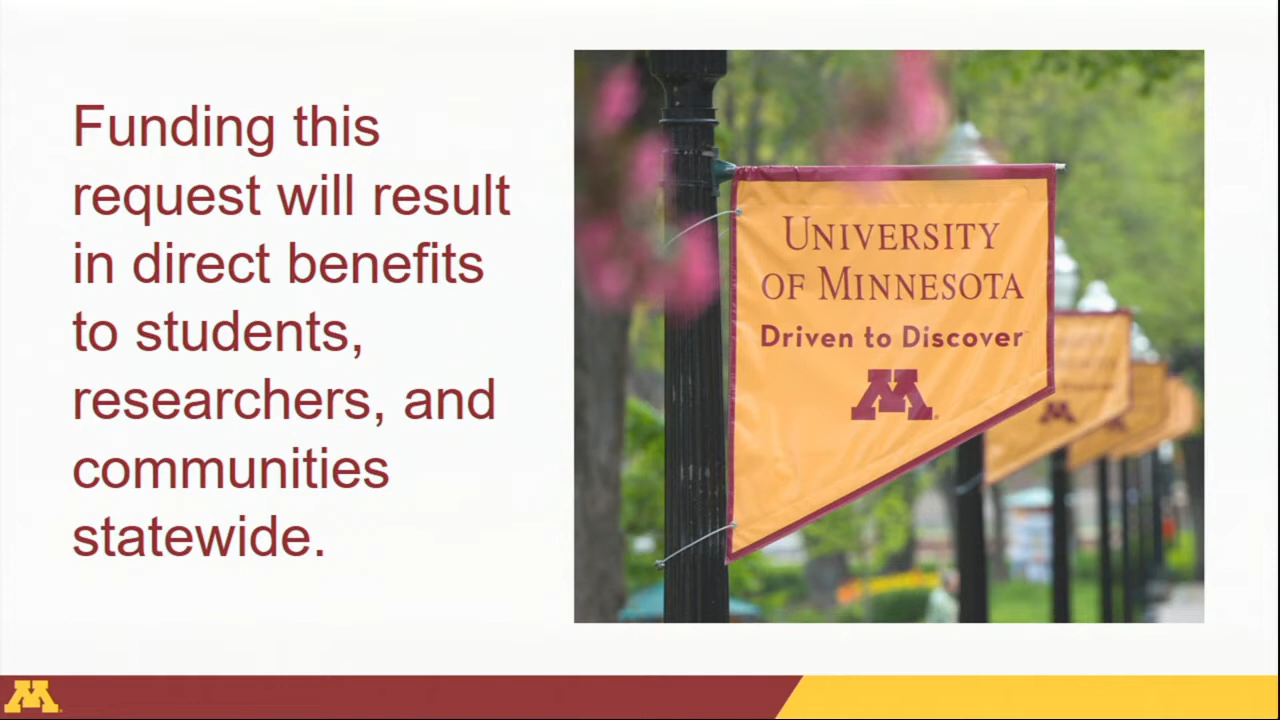 Funding this
request will result
in direct benefits
to students,
researchers, and
communities
statewide.
UNIVERSITY
OF MINNESOTA
Driven to Discover
M
M